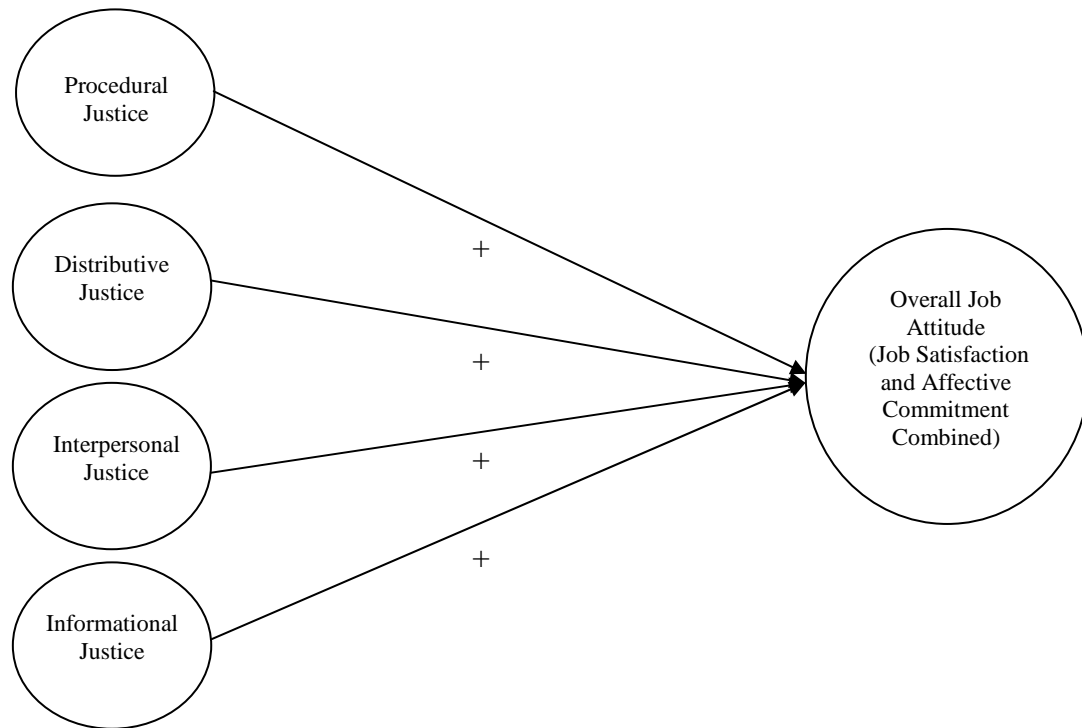 Procedural
Justice
+
Distributive
Justice
+
Interpersonal
Justice
+
Informational
Justice
+
Overall Job
Attitude
(Job Satisfaction
and Affective
Commitment
Combined)